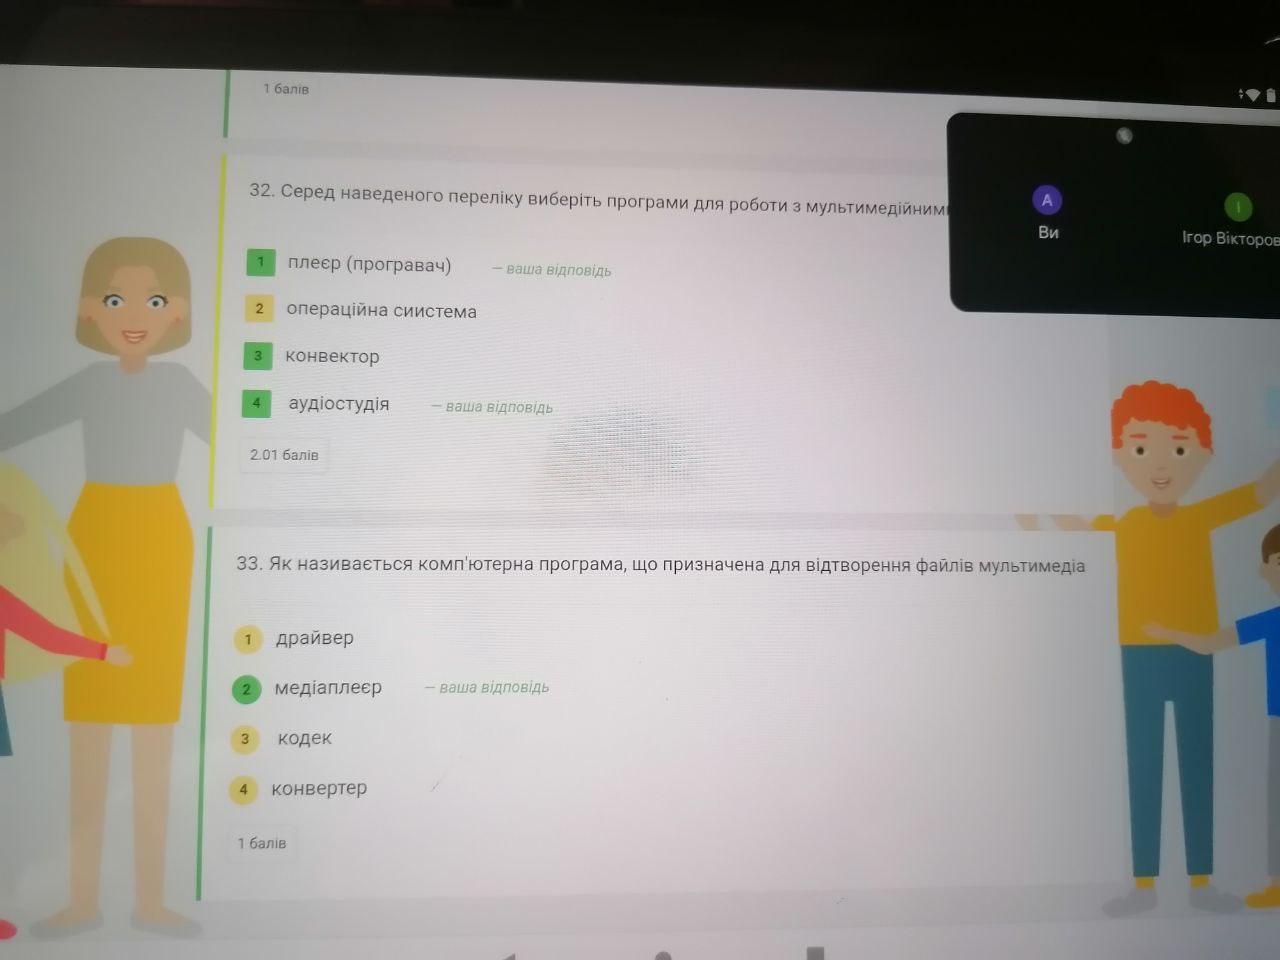 1 балів
32. Серед наведеного переліку виберіть програми для роботи з мультимедійними
А
І
Ви
Ігор Вікторов
1 плеєр (програвач) — ваша відповідь
2 операційна сиистема
3 конвектор
4 аудіостудія — ваша відповідь
2.01 балів
33. Як називається комп'ютерна програма, що призначена для відтворення файлів мультимедіа
1 драйвер
2 медіаплеєр — ваша відповідь
3 кодек
4 конвертер
1 балів